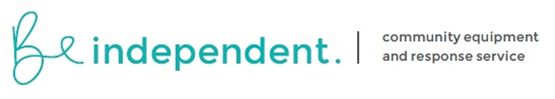 Be independent. | community equipment
and response service